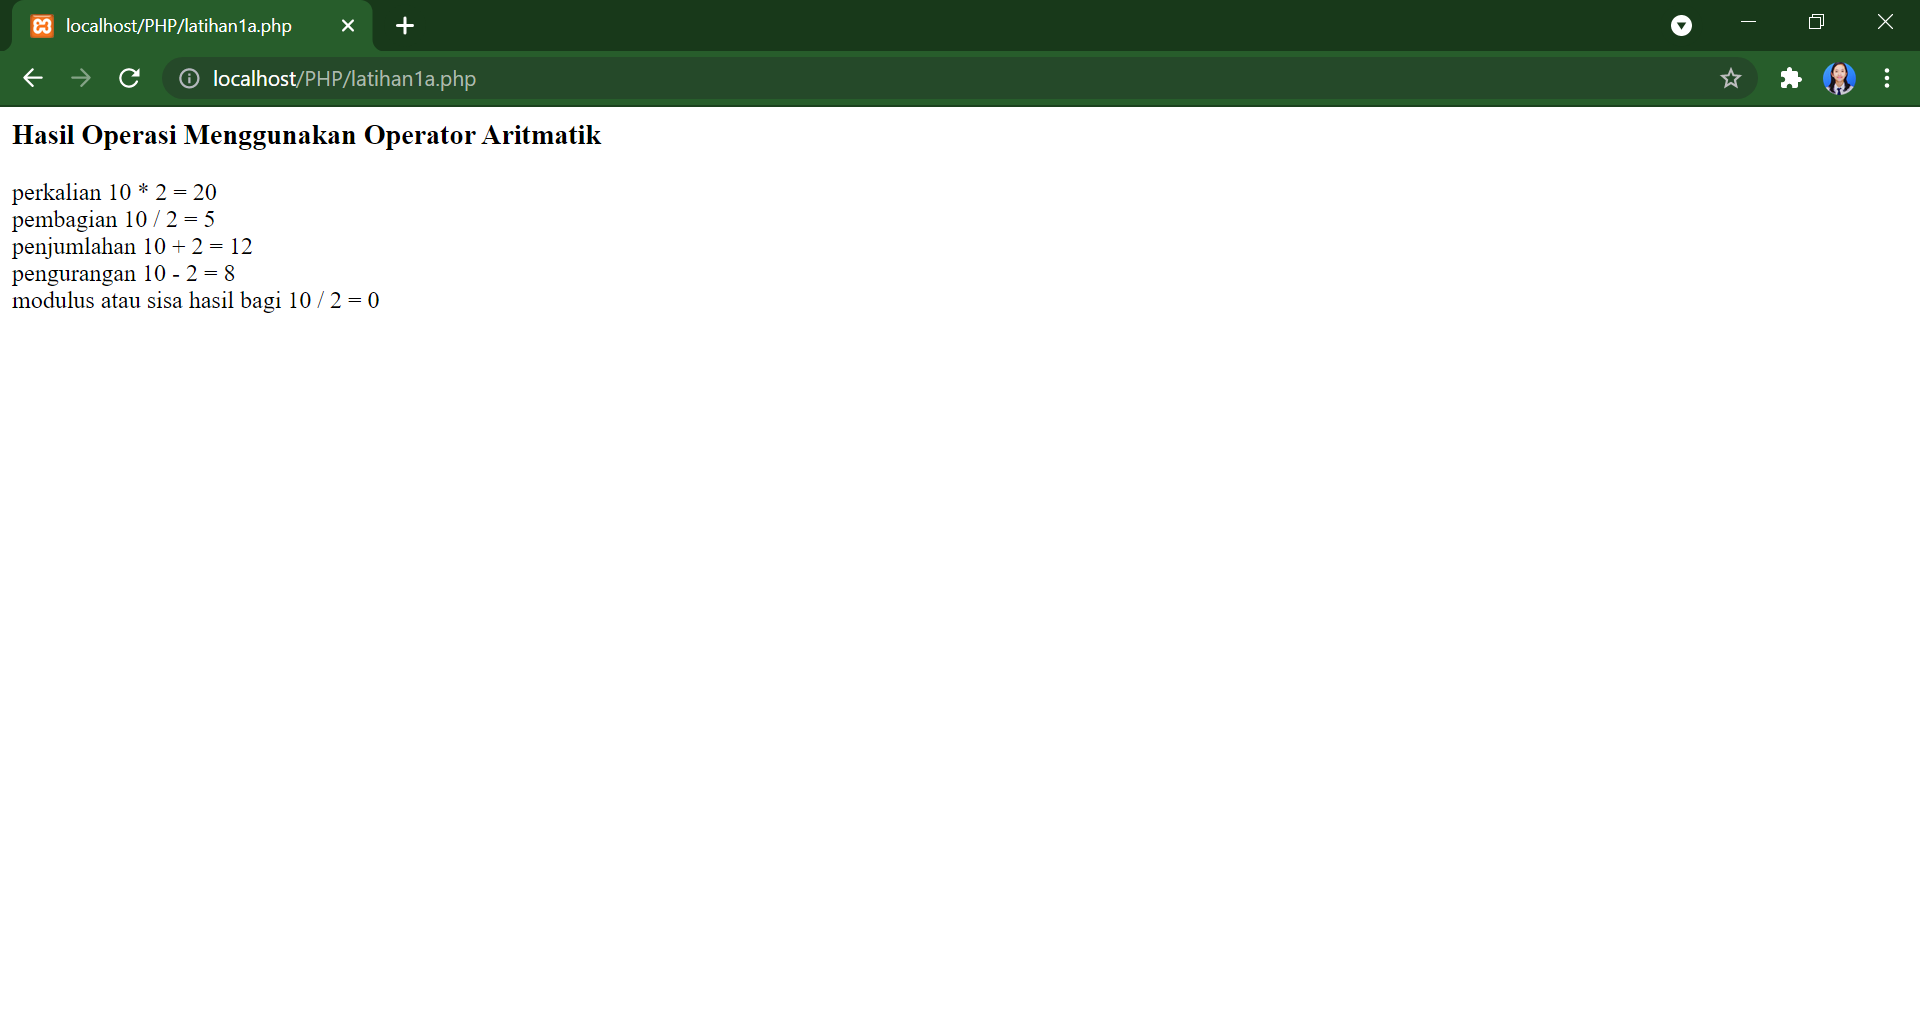 localhost/PHP/latihan1a.php
localhost/PHP/latihan1a.php
Hasil Operasi Menggunakan Operator Aritmatik
perkalian 10 * 2 = 20
pembagian 10 / 2 = 5
penjumlahan 10 + 2 = 12
pengurangan 10 - 2 = 8
modulus atau sisa hasil bagi 10 / 2 = 0